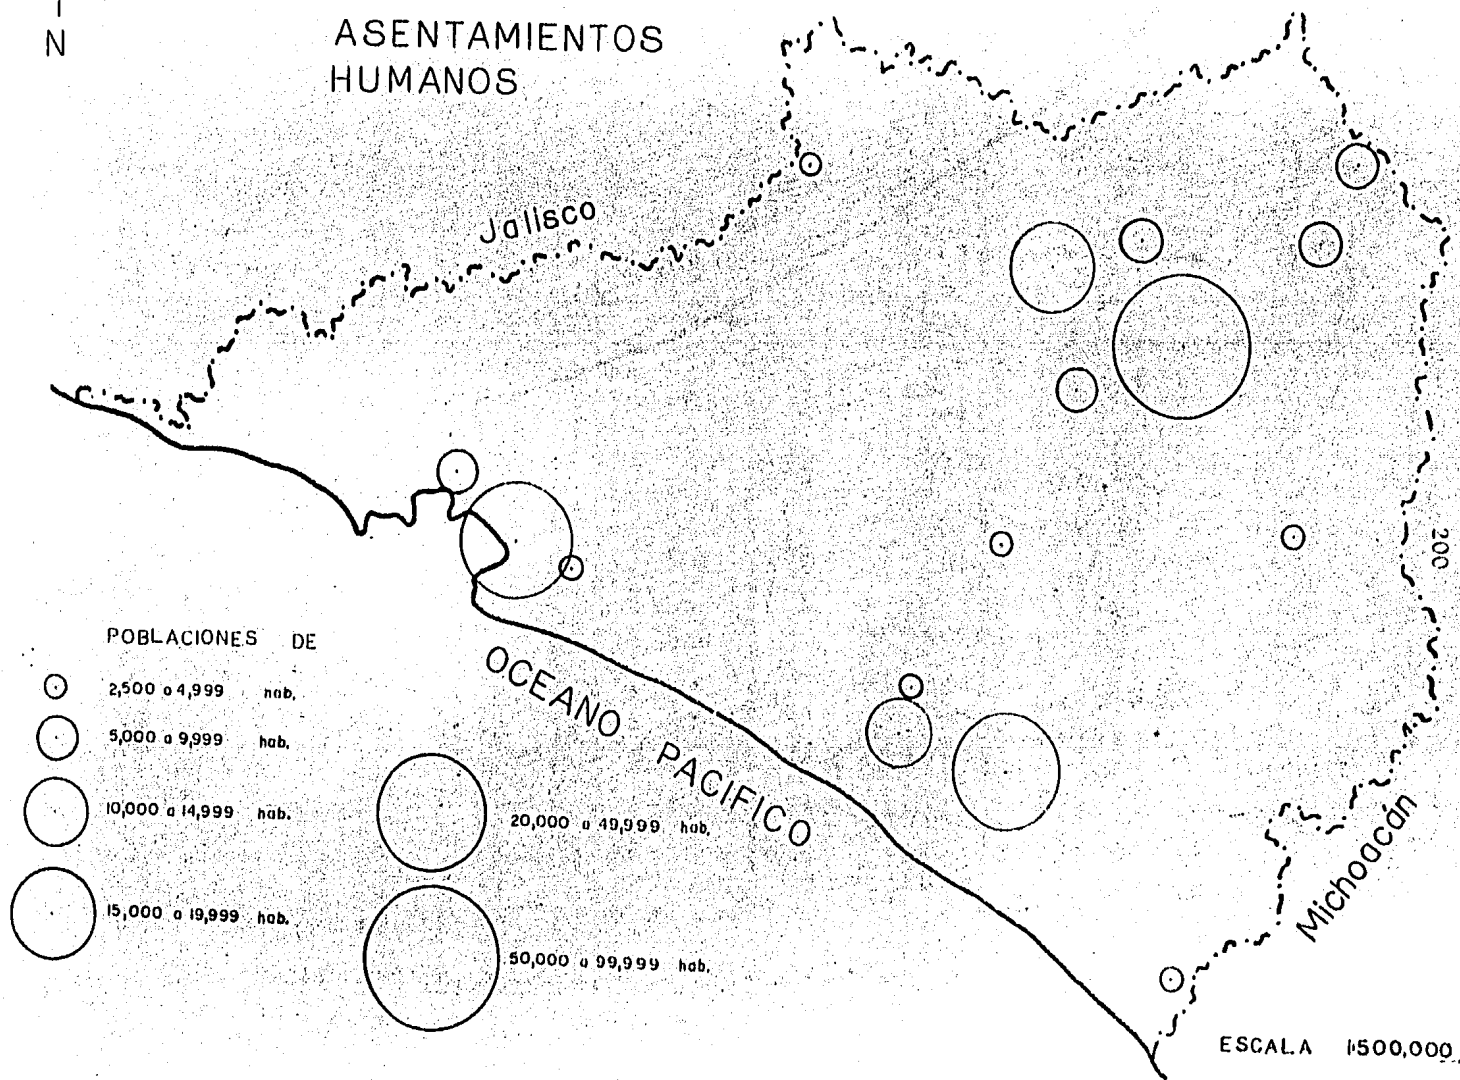 N
ASENTAMIENTOS
HUMANOS
Jalisco
200
POBLACIONES DE
2,500 a 4,999 hab.
5,000 a 9,999 hab.
10,000 a 14,999 hab.
15,000 a 19,999 hab.
20,000 a 49,999 hab.
50,000 a 99,999 hab.
OCEANO PACIFICO
Michoacán
ESCALA 1:500,000